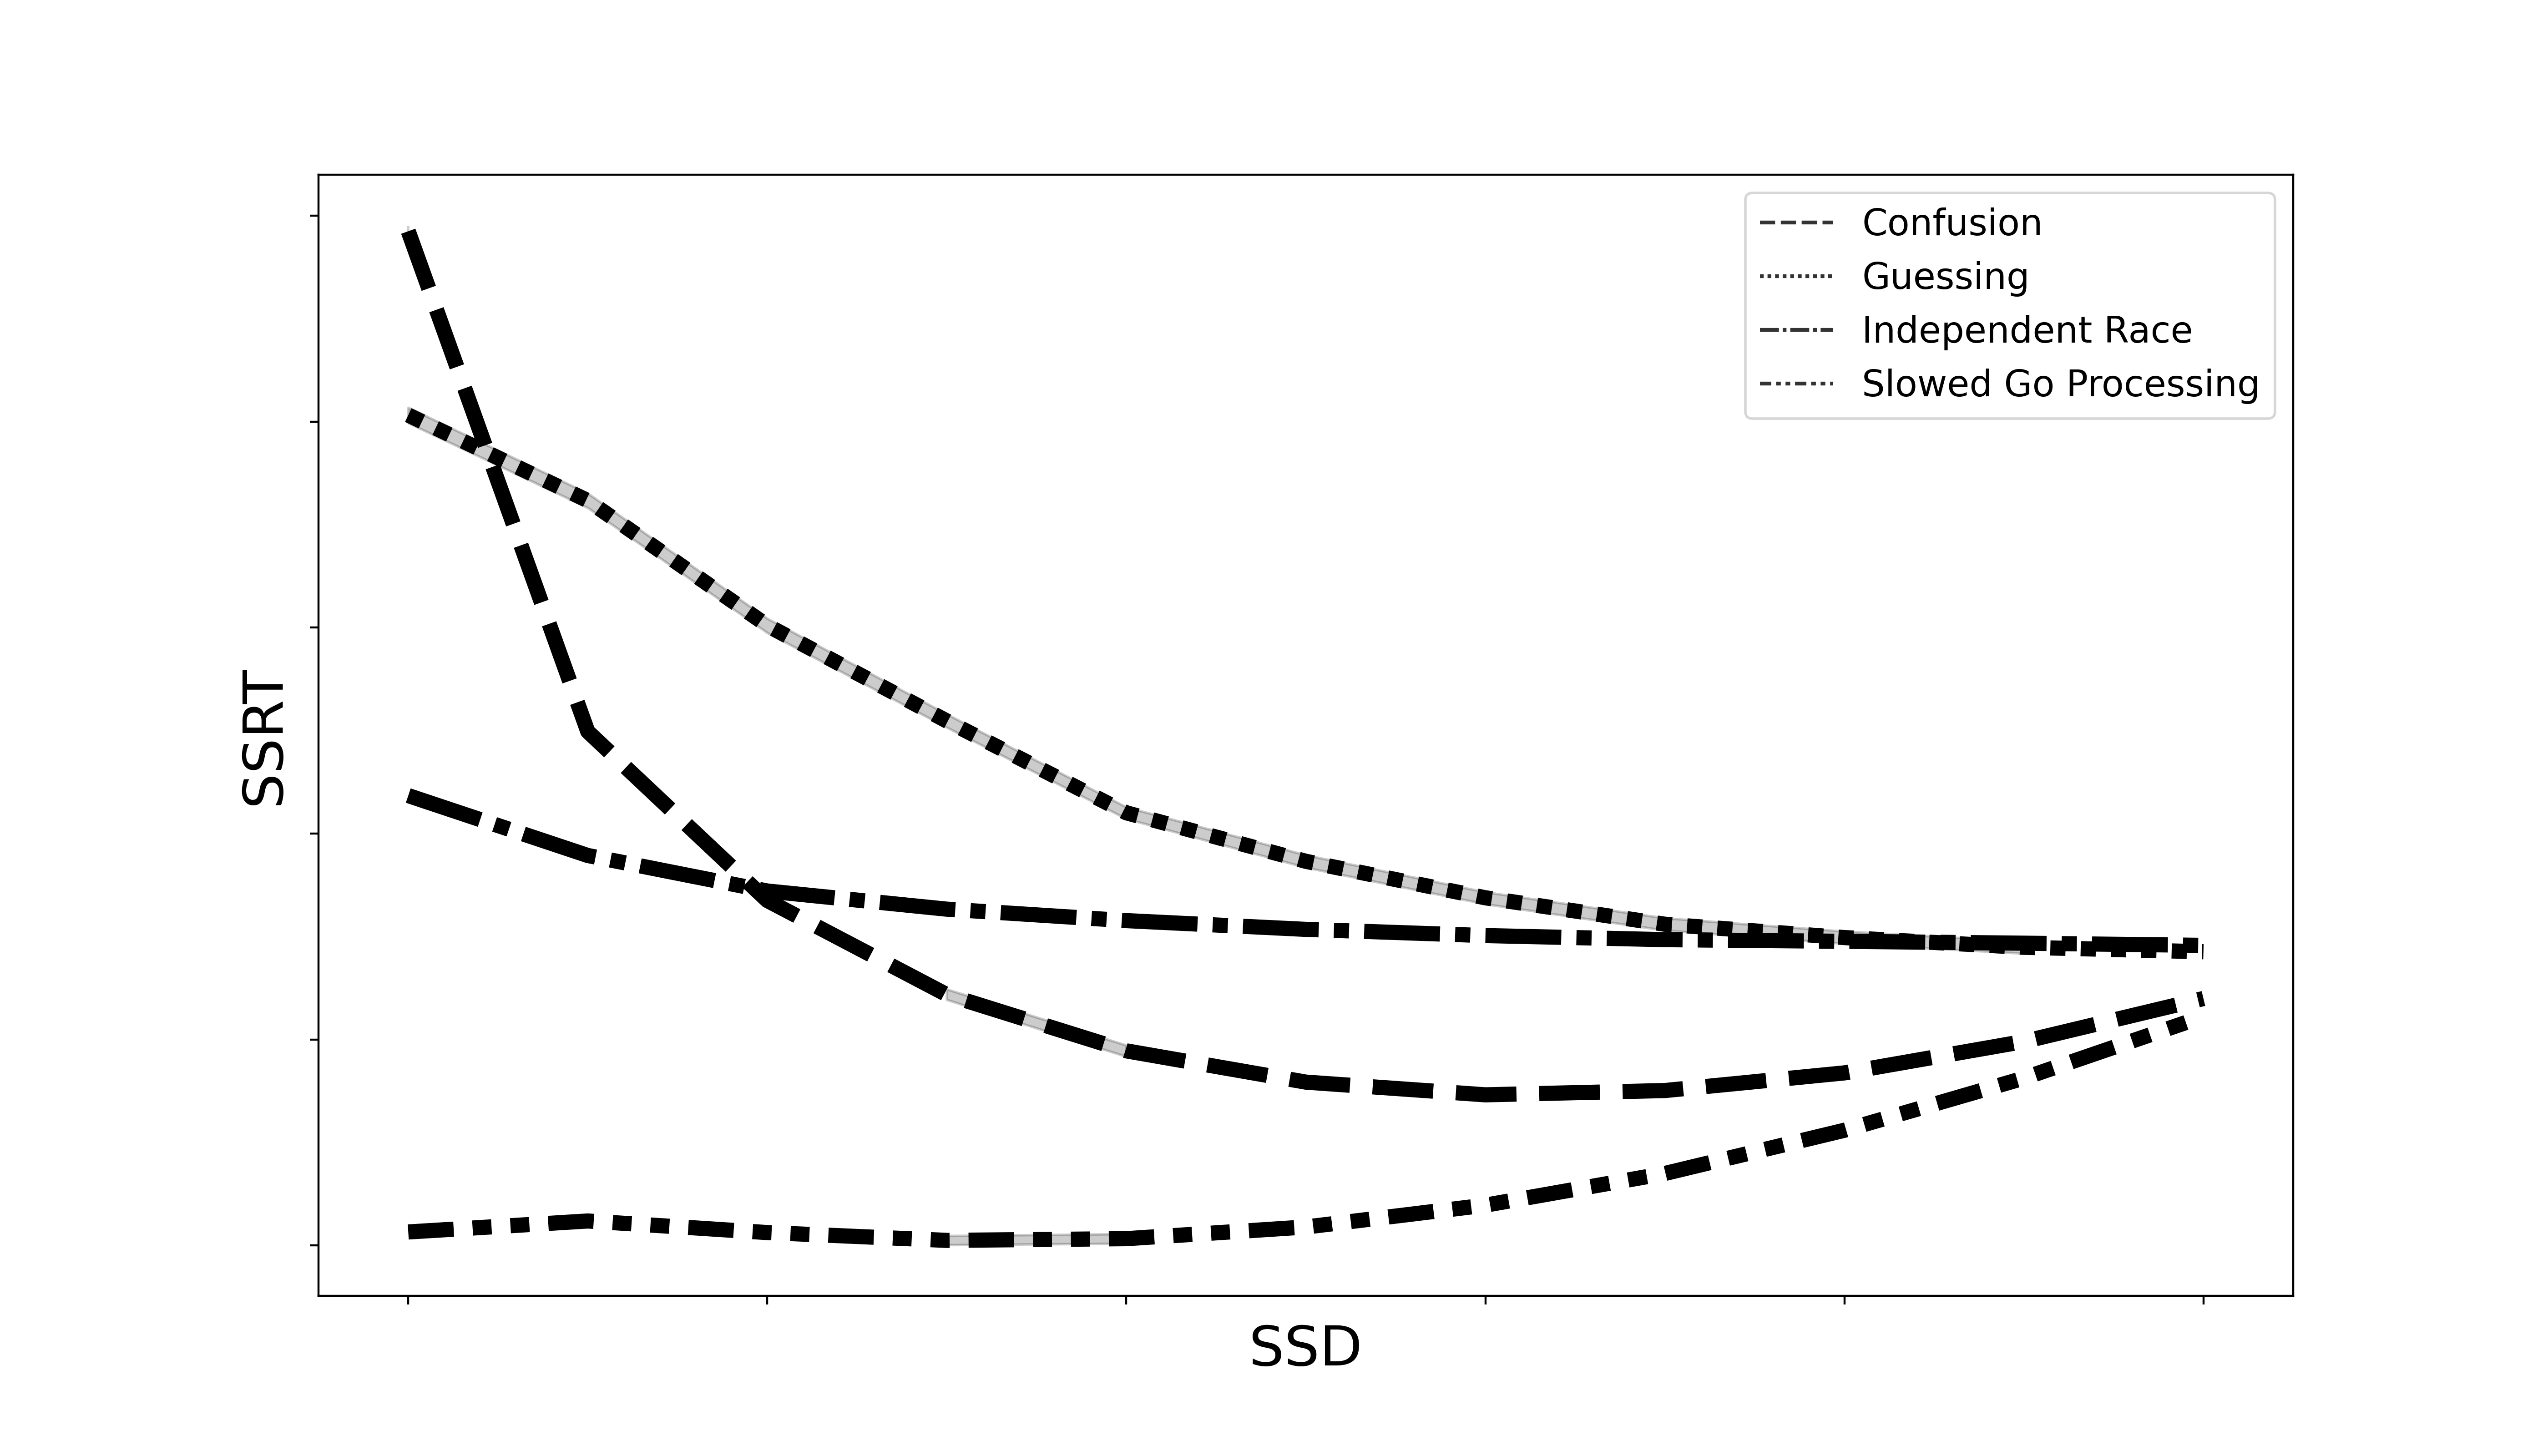 Confusion
Guessing
Independent Race
Slowed Go Processing
SSRT
SSD